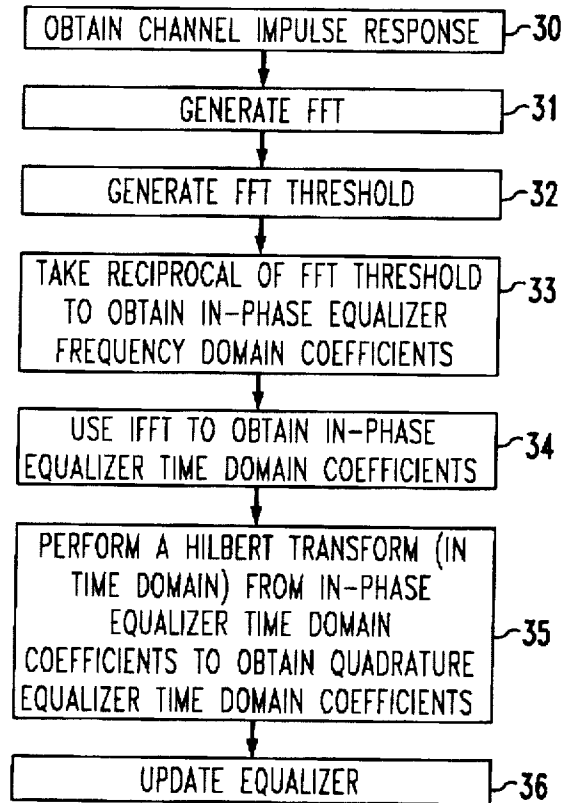 OBTAIN CHANNEL IMPULSE RESPONSE 30
GENERATE FFT 31
GENERATE FFT THRESHOLD 32
TAKE RECIPROCAL OF FFT THRESHOLD
TO OBTAIN IN-PHASE EQUALIZER 33
FREQUENCY DOMAIN COEFFICIENTS
USE IFFT TO OBTAIN IN-PHASE 34
EQUALIZER TIME DOMAIN COEFFICIENTS
PERFORM A HILBERT TRANSFORM (IN
TIME DOMAIN) FROM IN-PHASE
EQUALIZER TIME DOMAIN 35
COEFFICIENTS TO OBTAIN QUADRATURE
EQUALIZER TIME DOMAIN COEFFICIENTS
UPDATE EQUALIZER 36